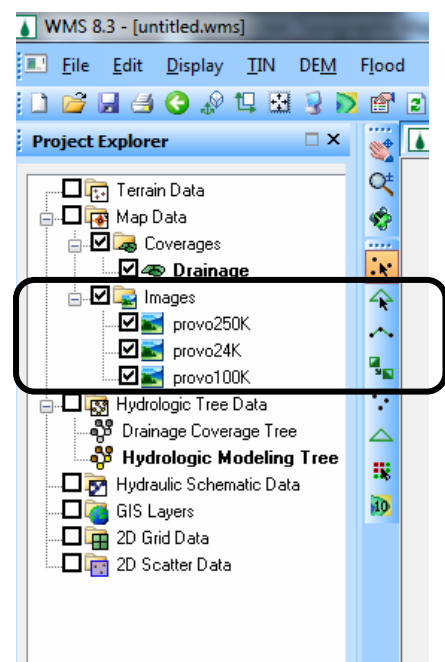 WMS 8.3 - [untitled.wms]
File Edit Display TIN DEM Flood
Project Explorer
Terrain Data
Map Data
Coverages
Drainage
Images
provo250K
provo24K
provo100K
Hydrologic Tree Data
Drainage Coverage Tree
Hydrologic Modeling Tree
Hydraulic Schematic Data
GIS Layers
2D Grid Data
2D Scatter Data
10